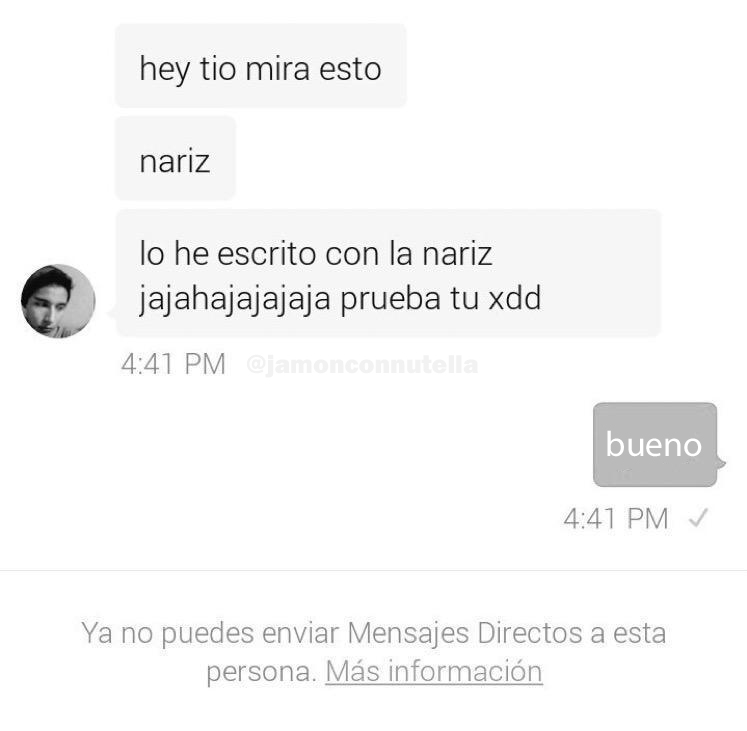 hey tio mira esto
nariz
lo he escrito con la nariz
jajahajajajaja prueba tu xdd
4:41 PM @jamonconnutella
bueno
4:41 PM
Ya no puedes enviar Mensajes Directos a esta
persona. Más información